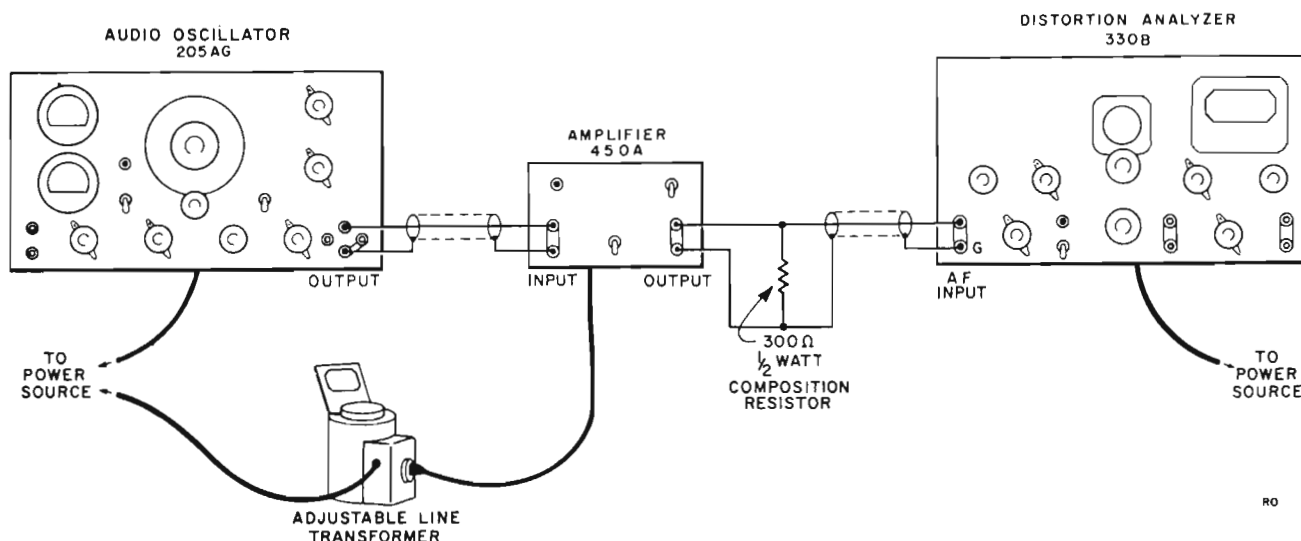 AUDIO OSCILLATOR
205AG
DISTORTION ANALYZER
330B
AMPLIFIER
450A
OUTPUT
INPUT
OUTPUT
G
AF
INPUT
300Ω
1/2 WATT
COMPOSITION
RESISTOR
TO
POWER
SOURCE
TO
POWER
SOURCE
ADJUSTABLE LINE
TRANSFORMER
RO